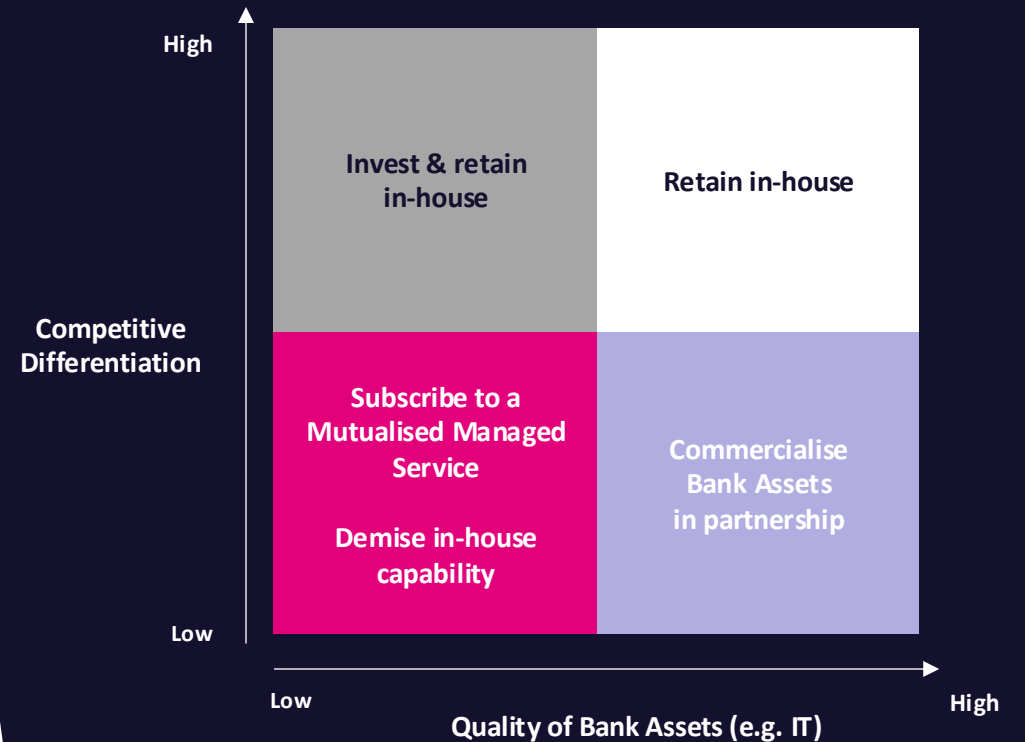 High
Invest & retain
in-house
Retain in-house
Competitive
Differentiation
Subscribe to a
Mutualised Managed
Service
Demise in-house
capability
Commercialise
Bank Assets
in partnership
Low
Low
High
Quality of Bank Assets (e.g. IT)